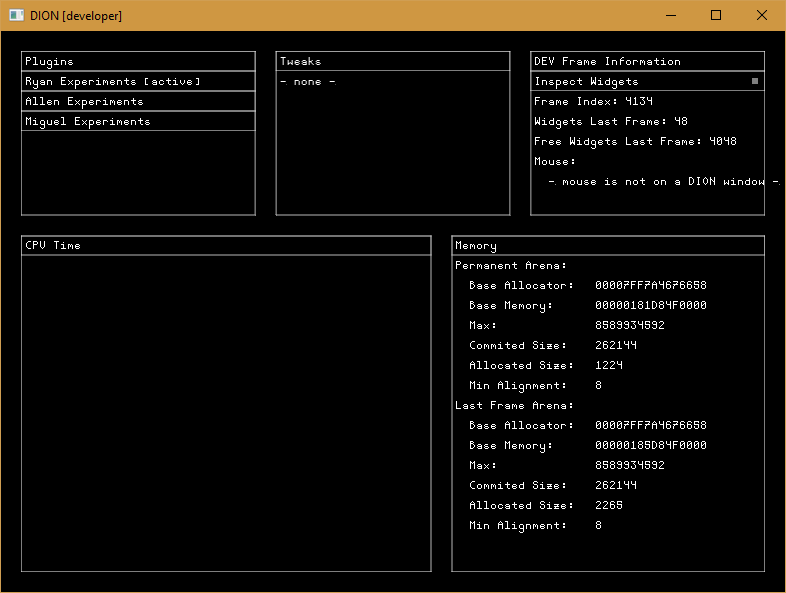 DION [developer]
Plugins
Ryan Experiments [active]
Allen Experiments
Miguel Experiments
Tweaks
- none -
DEV Frame Information
Inspect Widgets
Frame Index: 4134
Widgets Last Frame: 48
Free Widgets Last Frame: 4048
Mouse:
- mouse is not on a DION window -
CPU Time
Memory
Permanent Arena:
Base Allocator: 00007FF7A4676658
Base Memory: 00000181D84F0000
Max: 8589934592
Commited Size: 262144
Allocated Size: 1224
Min Alignment: 8
Last Frame Arena:
Base Allocator: 00007FF7A4676658
Base Memory: 00000185D84F0000
Max: 8589934592
Commited Size: 262144
Allocated Size: 2265
Min Alignment: 8